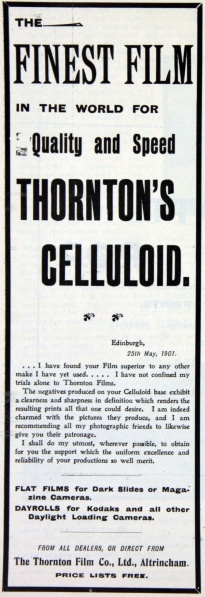 THE
FINEST FILM
IN THE WORLD FOR
Quality and Speed
THORNTON'S
CELLULOID.
Edinburgh,
25th May, 1901.
. . . I have found your Film superior to any other
make I have yet used. . . . . I have not confined my
trials alone to Thornton Films.
The negatives produced on your Celluloid base exhibit
a clearness and sharpness in definition which renders the
resulting prints all that one could desire. I am indeed
charmed with the pictures they produce, and I am
recommending all my photographic friends to likewise
give you their patronage.
I shall do my utmost, wherever possible, to obtain
for you the support which the uniform excellence and
reliability of your productions so well merit.
FLAT FILMS for Dark Slides or Maga-
zine Cameras.
DAYROLLS for Kodaks and all other
Daylight Loading Cameras.
FROM ALL DEALERS, OR DIRECT FROM
The Thornton Film Co., Ltd., Altrincham.
PRICE LISTS FREE.